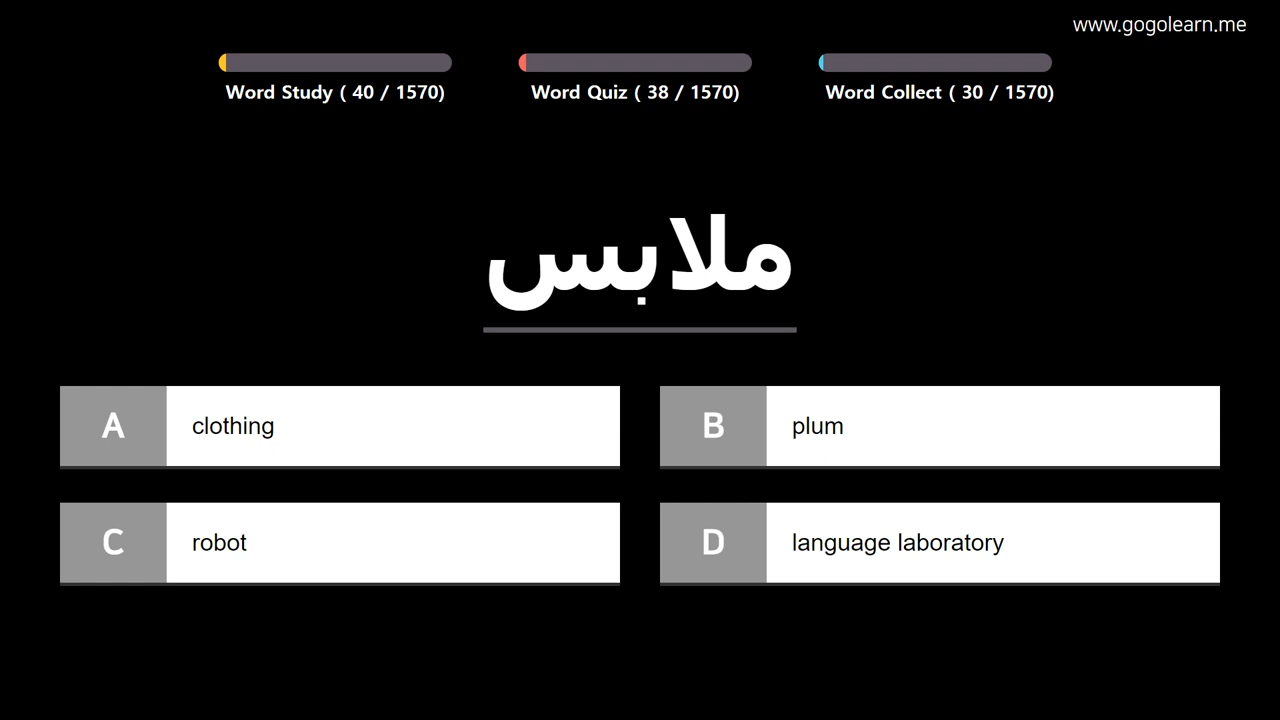 www.gogolearn.me
Word Study ( 40 / 1570)
Word Quiz ( 38 / 1570)
Word Collect ( 30 / 1570)
ملابس
A clothing
B plum
C robot
D language laboratory